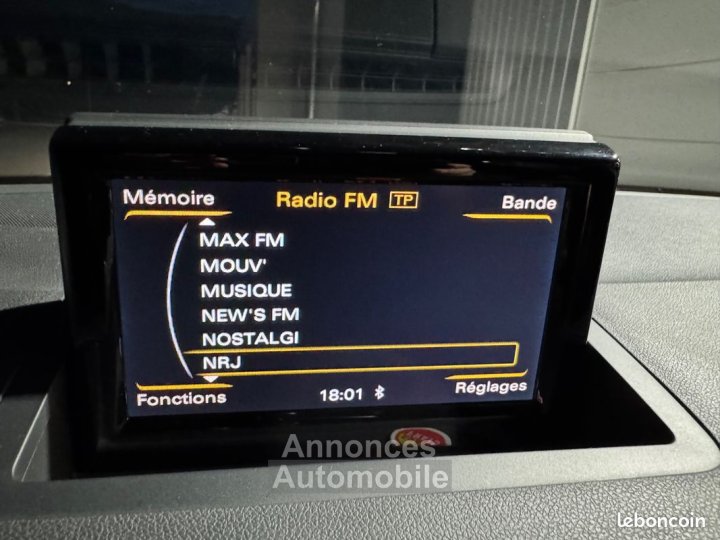 Mémoire Radio FM TP Bande
MAX FM
MOUV'
MUSIQUE
NEW'S FM
NOSTALGI
NRJ
Fonctions 18:01 Réglages
Annonces
Automobile
leboncoin